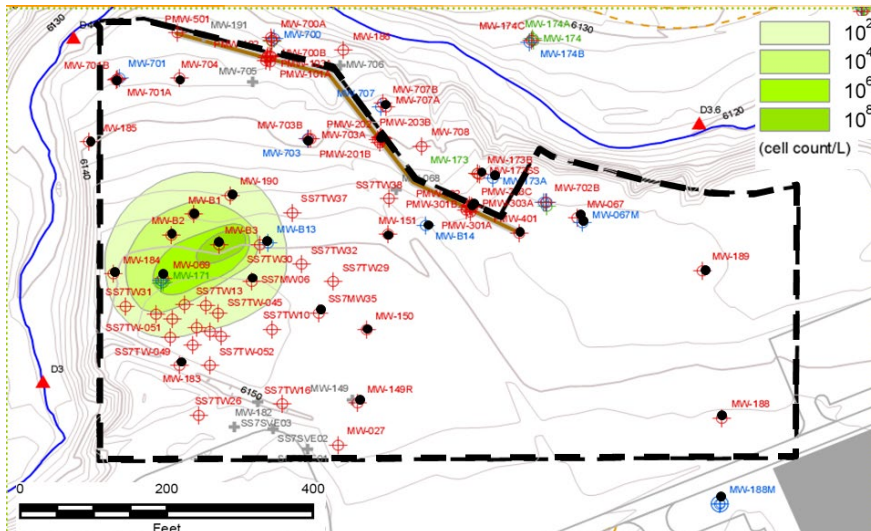 6130
D4
PMW-501
MW-191
MW-700A
MW-700
MW-186
MW-174C
MW-174A
MW-174
MW-174B
6130
10²
10⁴
10⁶
10⁸
(cell count/L)
MW-700B
PMW-101A
MW-706
MW-701B
MW-701
MW-704
MW-705
MW-701A
MW-707
MW-707B
MW-707A
D3.6
6120
MW-185
MW-703B
MW-703A
MW-703
PMW-203B
PMW-201B
MW-708
6140
MW-173
MW-173B
MW-173A
MW-190
SS7TW38
MW-702B
MW-B1
SS7TW37
PMW-301B
PMW-303A
PMW-301A
PMW-401
MW-067
MW-067M
MW-B2
MW-B3
MW-B13
MW-151
MW-B14
MW-184
MW-069
MW-171
SS7TW30
SS7TW32
SS7TW29
MW-189
SS7TW31
SS7TW13
SS7MW06
SS7TW-045
SS7TW10
SS7MW35
SS7TW-051
MW-150
SS7TW-049
SS7TW-052
D3
MW-183
6150
SS7TW26
SS7TW16
MW-149
MW-149R
MW-182
SS7SVE03
SS7SVE02
MW-027
MW-188
MW-188M
0
200
400
Feet